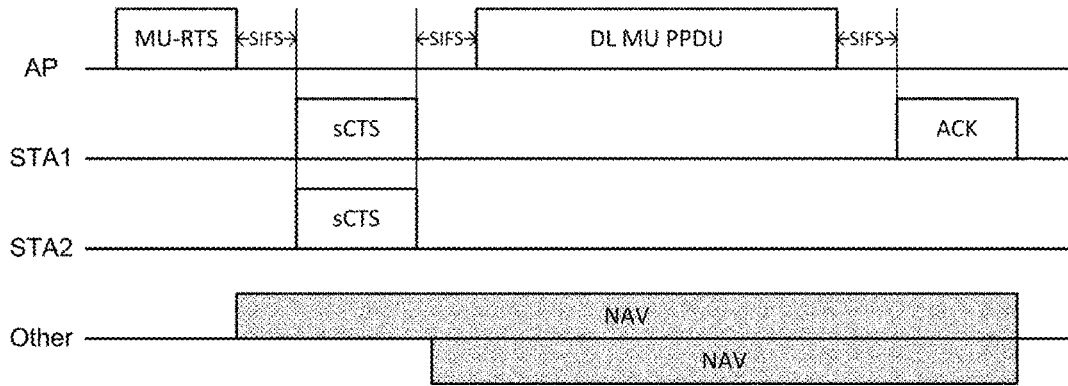 MU-RTS SIFS SIFS DL MU PPDU SIFS
AP
sCTS ACK
STA1
sCTS
STA2
NAV
Other
NAV